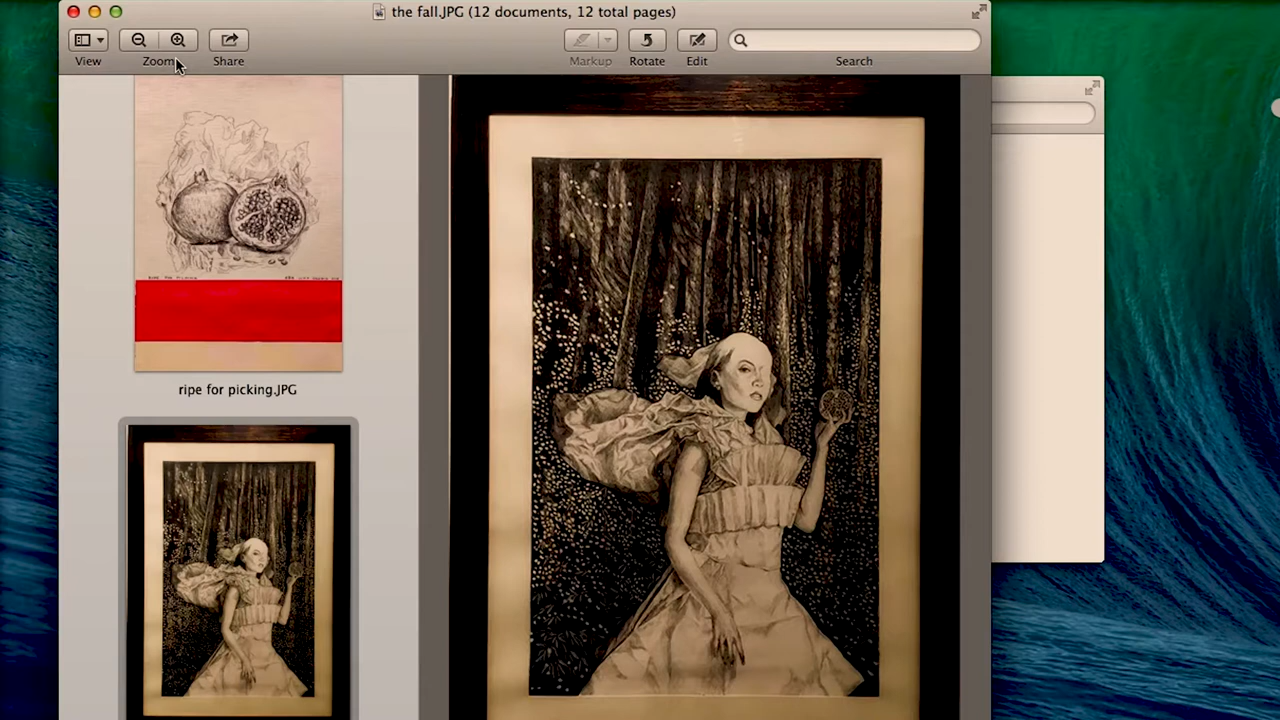 the fall.JPG (12 documents, 12 total pages)
View
Zoom
Share
Markup
Rotate
Edit
Search
ripe for picking.JPG